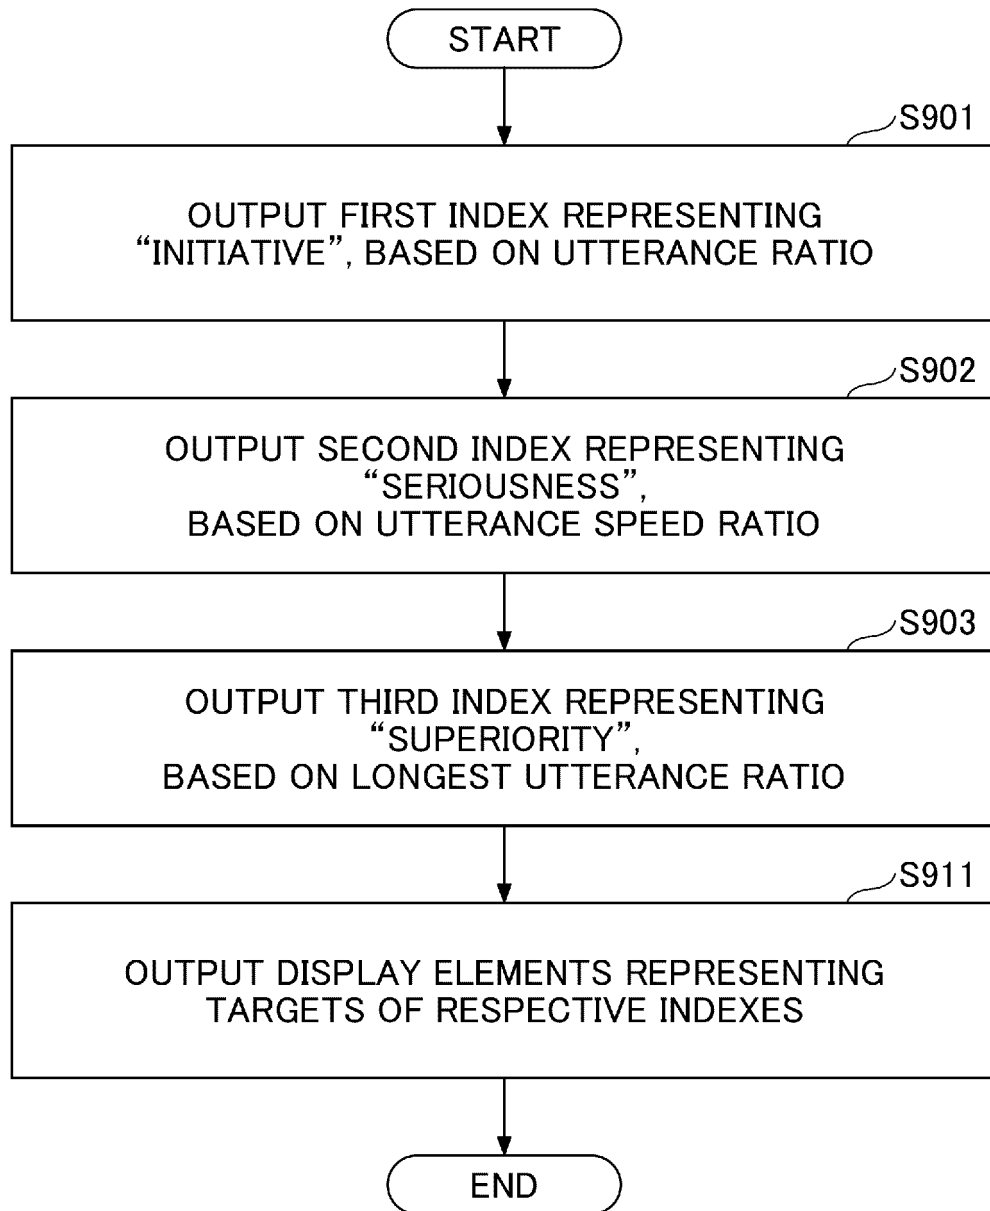 START
S901
OUTPUT FIRST INDEX REPRESENTING
“INITIATIVE”, BASED ON UTTERANCE RATIO
S902
OUTPUT SECOND INDEX REPRESENTING
“SERIOUSNESS”,
BASED ON UTTERANCE SPEED RATIO
S903
OUTPUT THIRD INDEX REPRESENTING
“SUPERIORITY”,
BASED ON LONGEST UTTERANCE RATIO
S911
OUTPUT DISPLAY ELEMENTS REPRESENTING
TARGETS OF RESPECTIVE INDEXES
END